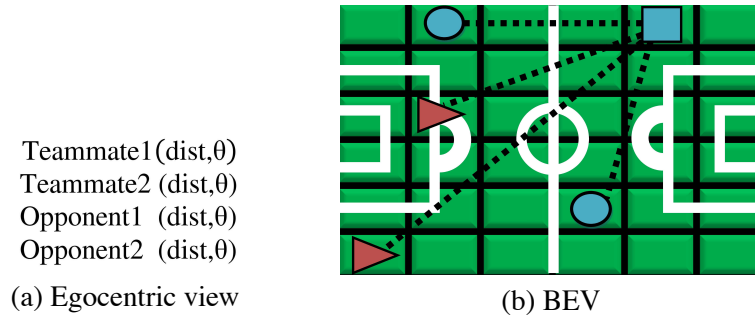 Teammate1(dist,θ)
Teammate2 (dist,θ)
Opponent1 (dist,θ)
Opponent2 (dist,θ)
(a) Egocentric view
(b) BEV